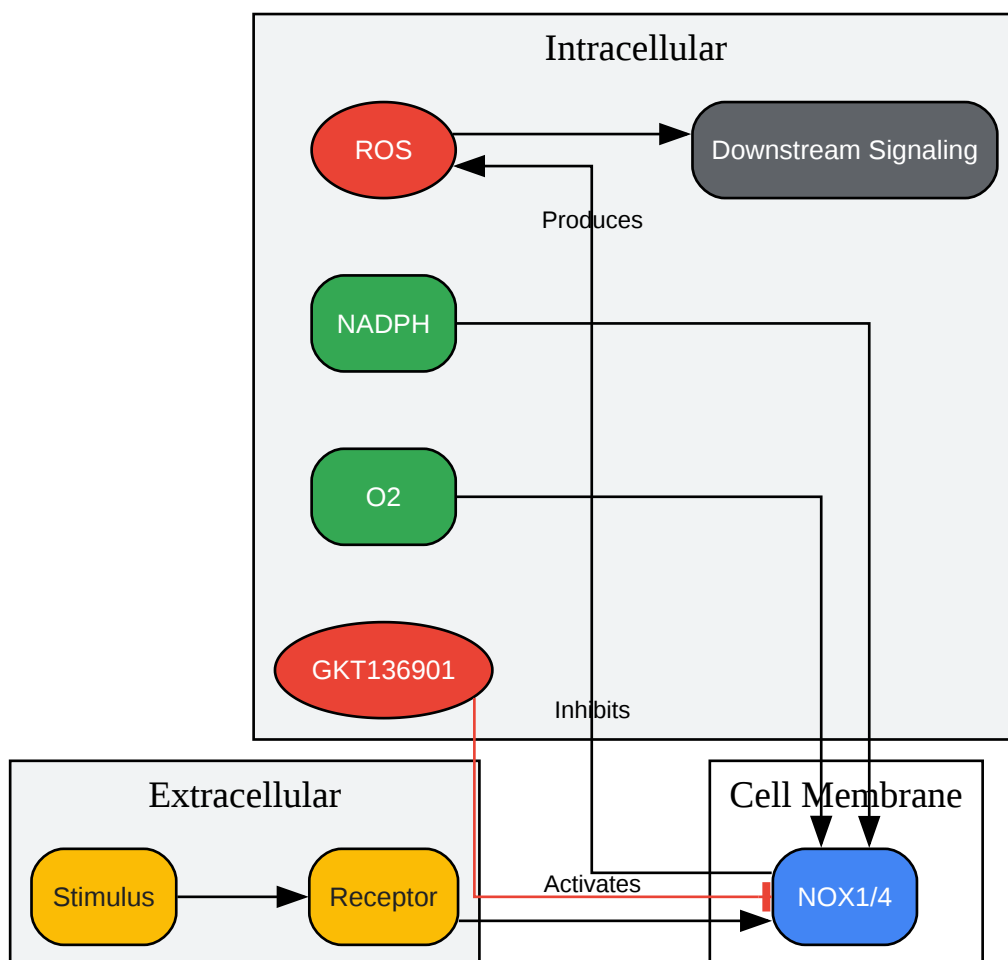 Intracellular
ROS
Downstream Signaling
Produces
NADPH
O2
GKT136901
Inhibits
Extracellular
Cell Membrane
Stimulus
Receptor
Activates
NOX1/4